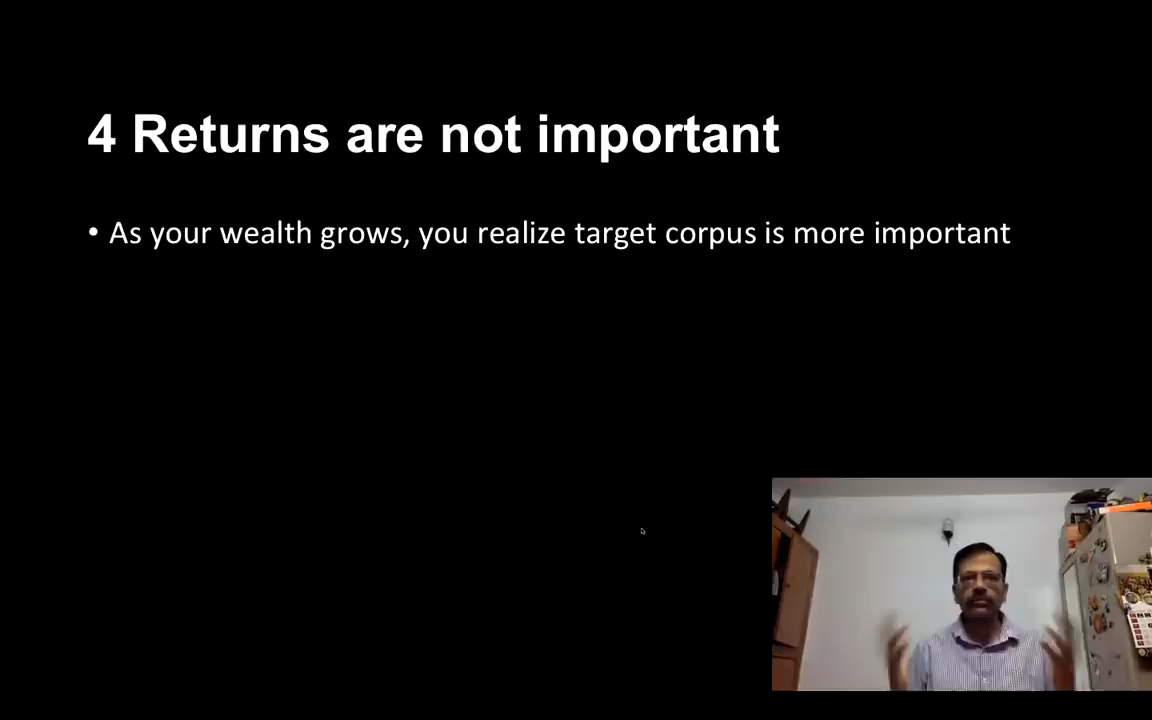 4 Returns are not important
• As your wealth grows, you realize target corpus is more important